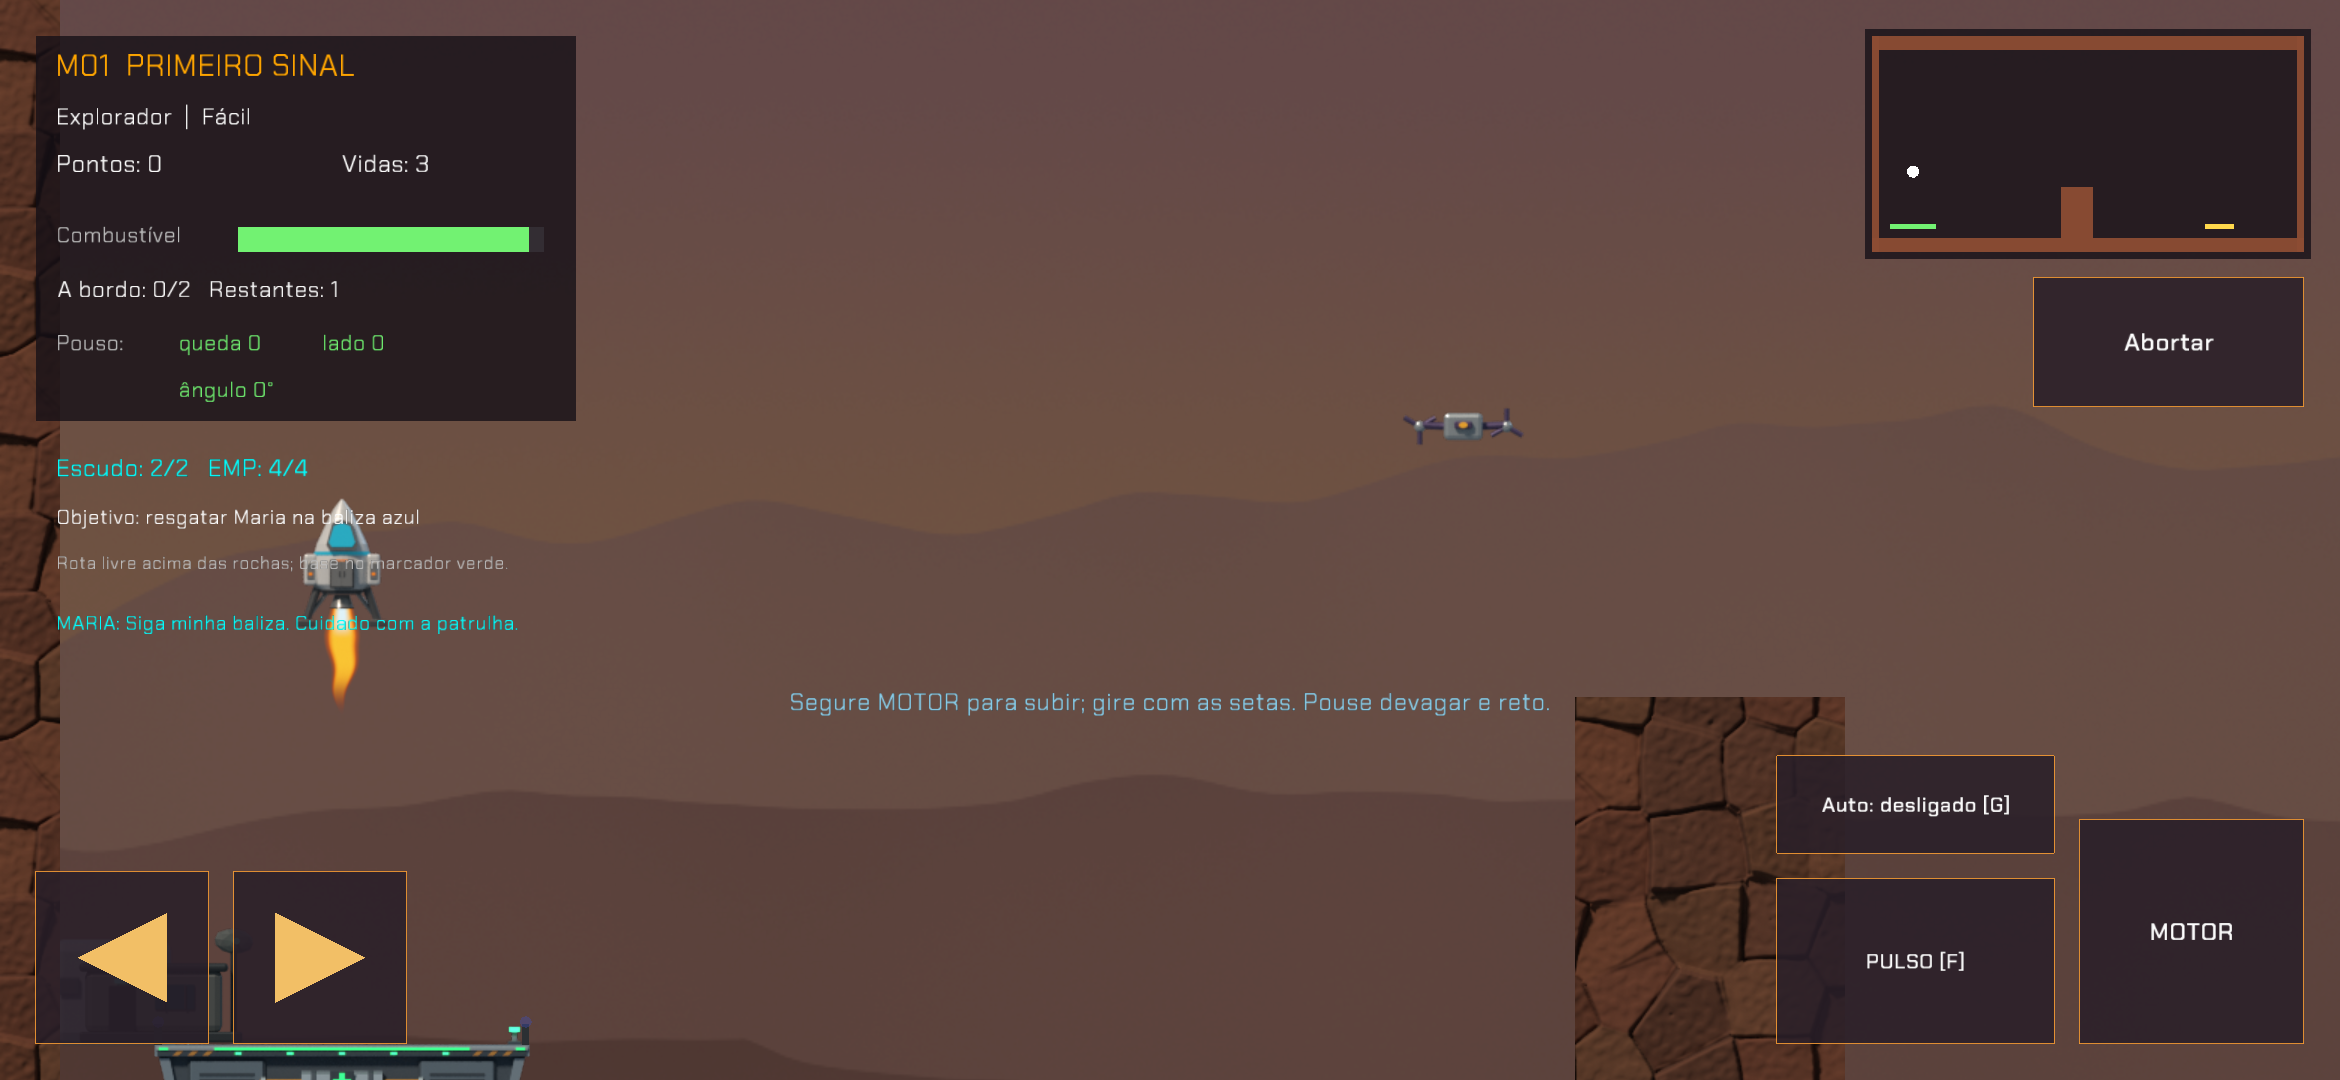 M01 PRIMEIRO SINAL
Explorador | Fácil
Pontos: 0 Vidas: 3
Combustível
A bordo: 0/2 Restantes: 1
Pouso: queda 0 lado 0
ângulo 0°
Abortar
Escudo: 2/2 EMP: 4/4
Objetivo: resgatar Maria na baliza azul
Rota livre acima das rochas; base no marcador verde.
MARIA: Siga minha baliza. Cuidado com a patrulha.
Segure MOTOR para subir; gire com as setas. Pouse devagar e reto.
Auto: desligado [G]
MOTOR
PULSO [F]